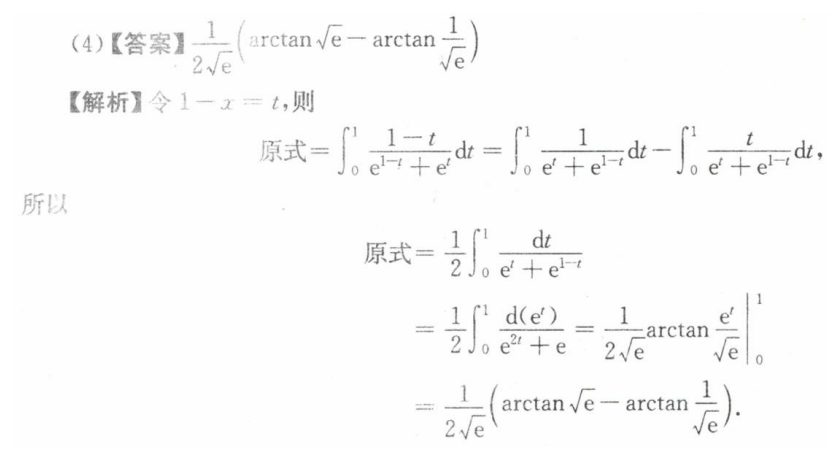 (4)【答案】$\frac{1}{2\sqrt{e}}\left(\arctan\sqrt{e}-\arctan\frac{1}{\sqrt{e}}\right)$
【解析】令 $1-x=t$,则
原式$=\int_0^1\frac{1-t}{e^{1-t}+e^t}dt=\int_0^1\frac{1}{e^t+e^{1-t}}dt-\int_0^1\frac{t}{e^t+e^{1-t}}dt$,
所以
原式$=\frac{1}{2}\int_0^1\frac{dt}{e^t+e^{1-t}}$
$=\frac{1}{2}\int_0^1\frac{d(e^t)}{e^{2t}+e}=\frac{1}{2\sqrt{e}}\arctan\frac{e^t}{\sqrt{e}}\Big|_0^1$
$=\frac{1}{2\sqrt{e}}\left(\arctan\sqrt{e}-\arctan\frac{1}{\sqrt{e}}\right).$